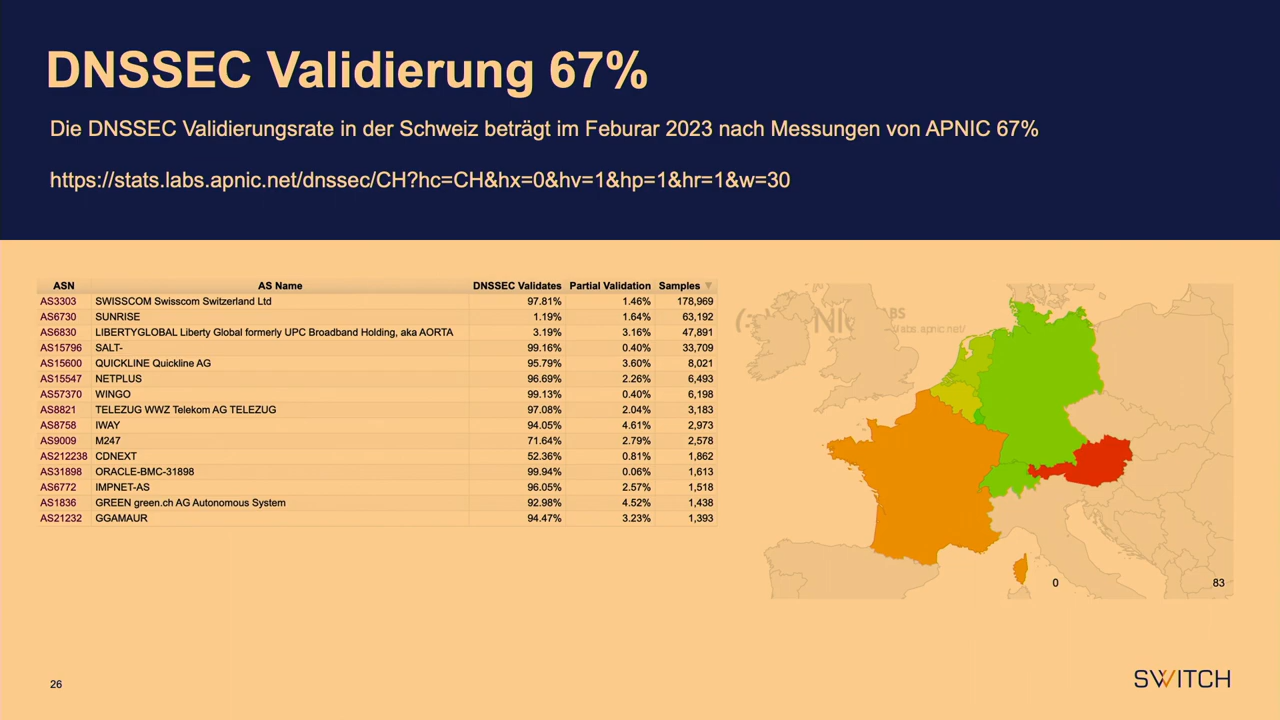 DNSSEC Validierung 67%
Die DNSSEC Validierungsrate in der Schweiz beträgt im Feburar 2023 nach Messungen von APNIC 67%
https://stats.labs.apnic.net/dnssec/CH?hc=CH&hx=0&hv=1&hp=1&hr=1&w=30
ASN AS Name DNSSEC Validates Partial Validation Samples
AS3303 SWISSCOM Swisscom Switzerland Ltd 97.81% 1.46% 178,969
AS6730 SUNRISE 1.19% 1.64% 63,192
AS6830 LIBERTYGLOBAL Liberty Global formerly UPC Broadband Holding, aka AORTA 3.19% 3.16% 47,891
AS15796 SALT- 99.16% 0.40% 33,709
AS15600 QUICKLINE Quickline AG 95.79% 3.60% 8,021
AS15547 NETPLUS 96.69% 2.26% 6,493
AS57370 WINGO 99.13% 0.40% 6,198
AS8821 TELEZUG WWZ Telekom AG TELEZUG 97.08% 2.04% 3,183
AS8758 IWAY 94.05% 4.61% 2,973
AS9009 M247 71.64% 2.79% 2,578
AS212238 CDNEXT 52.36% 0.81% 1,862
AS31898 ORACLE-BMC-31898 99.94% 0.06% 1,613
AS6772 IMPNET-AS 96.05% 2.57% 1,518
AS1836 GREEN green.ch AG Autonomous System 92.98% 4.52% 1,438
AS21232 GGAMAUR 94.47% 3.23% 1,393
0 83
26
SWITCH